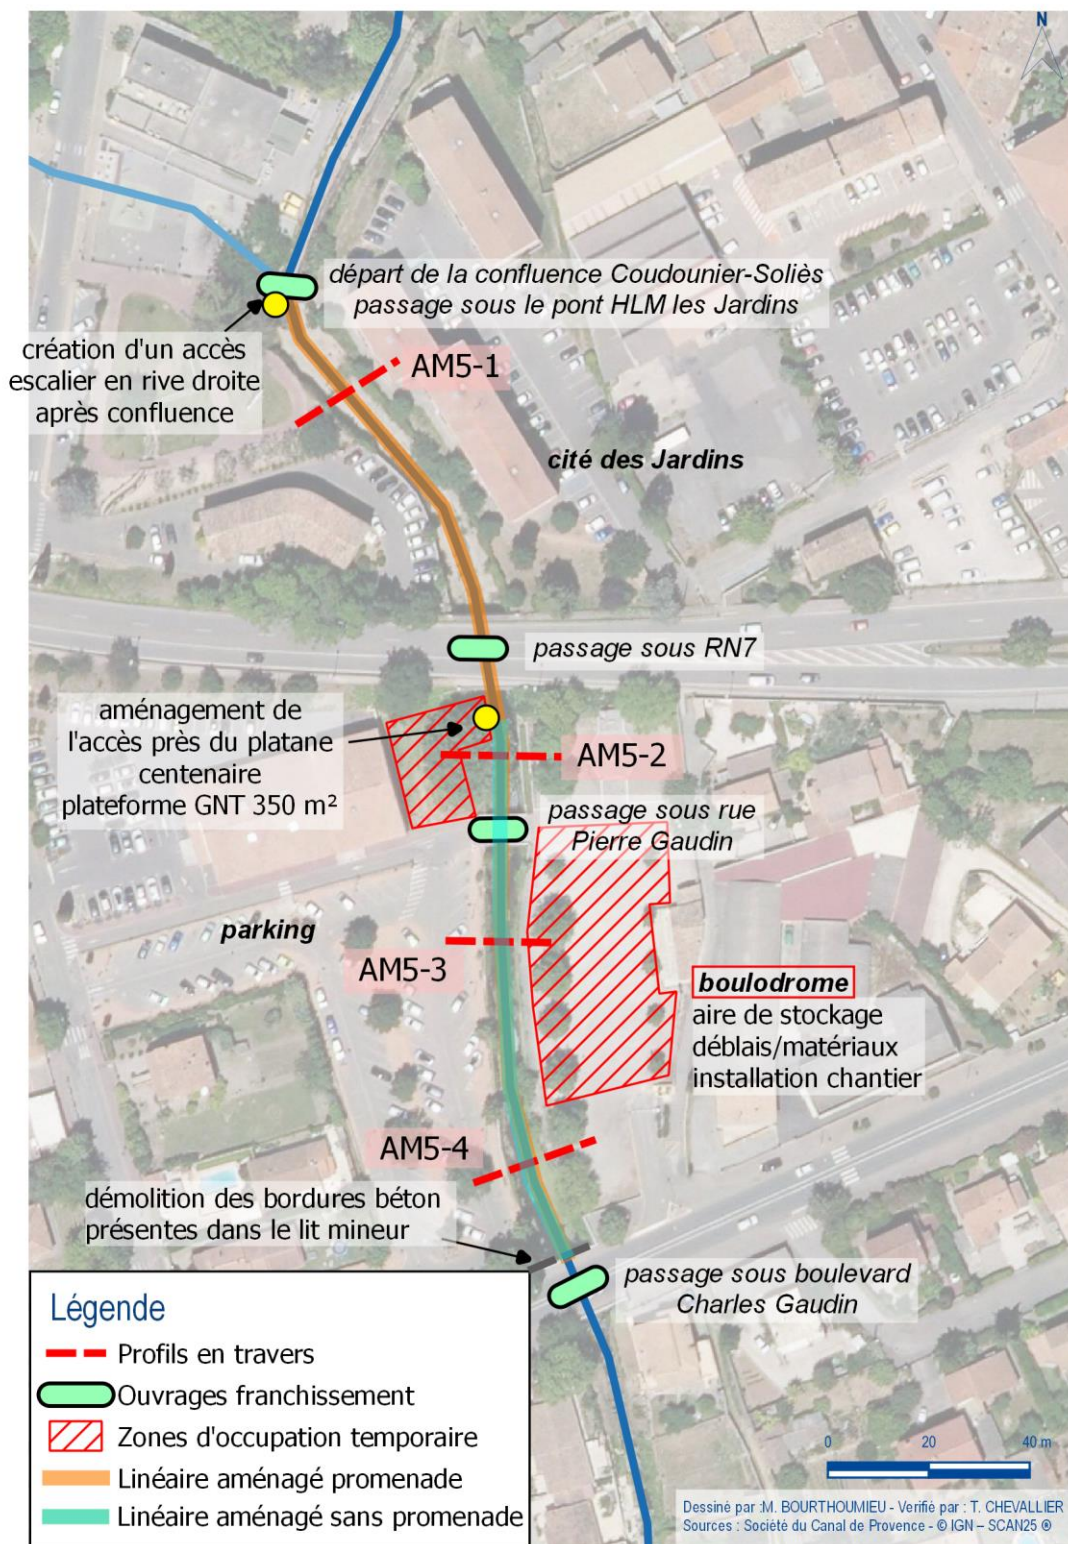 N
départ de la confluence Coudounier-Soliès
passage sous le pont HLM les Jardins
création d'un accès
escalier en rive droite
après confluence
AM5-1
cité des Jardins
passage sous RN7
aménagement de
l'accès près du platane
centenaire
plateforme GNT 350 m²
AM5-2
passage sous rue
Pierre Gaudin
parking
AM5-3
boulodrome
aire de stockage
déblais/matériaux
installation chantier
AM5-4
démolition des bordures béton
présentes dans le lit mineur
passage sous boulevard
Charles Gaudin
Légende
Profils en travers
Ouvrages franchissement
Zones d'occupation temporaire
Linéaire aménagé promenade
Linéaire aménagé sans promenade
0 20 40 m
Dessiné par :M. BOURTHOUMIEU - Verifié par : T. CHEVALLIER
Sources : Société du Canal de Provence - © IGN – SCAN25 ®